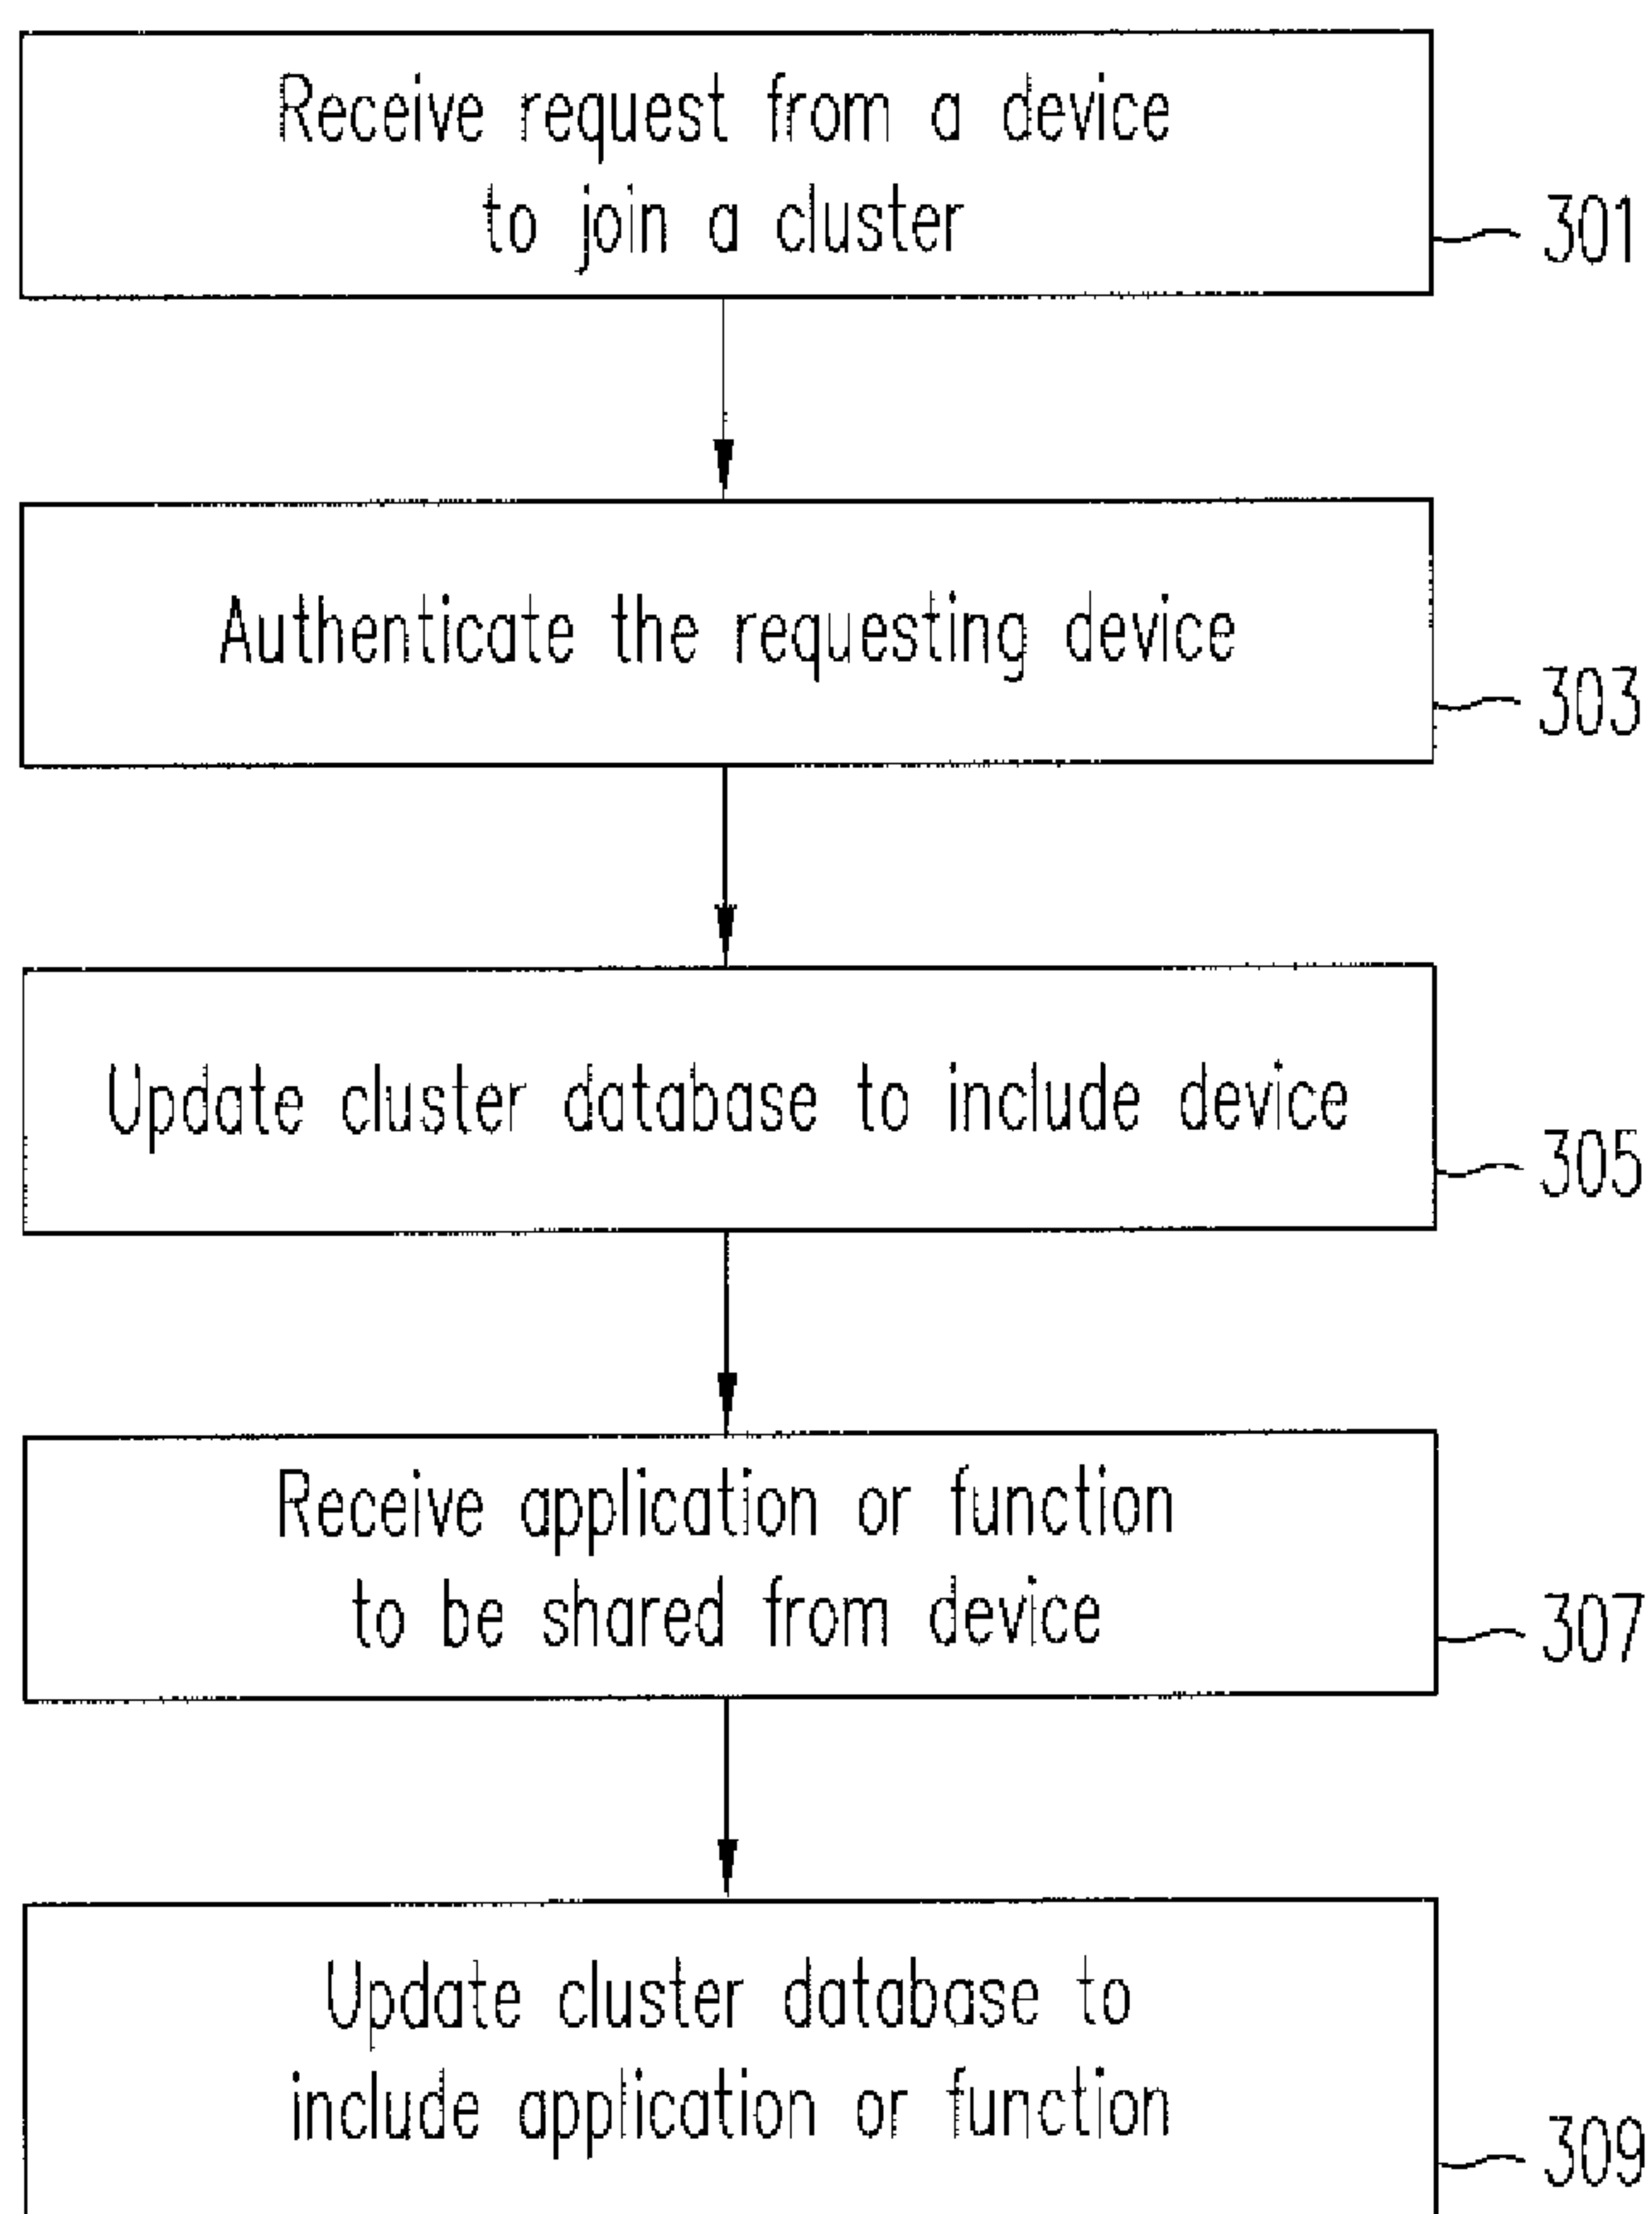 Receive request from a device
to join a cluster
301
Authenticate the requesting device
303
Update cluster database to include device
305
Receive application or function
to be shared from device
307
Update cluster database to
include application or function
309